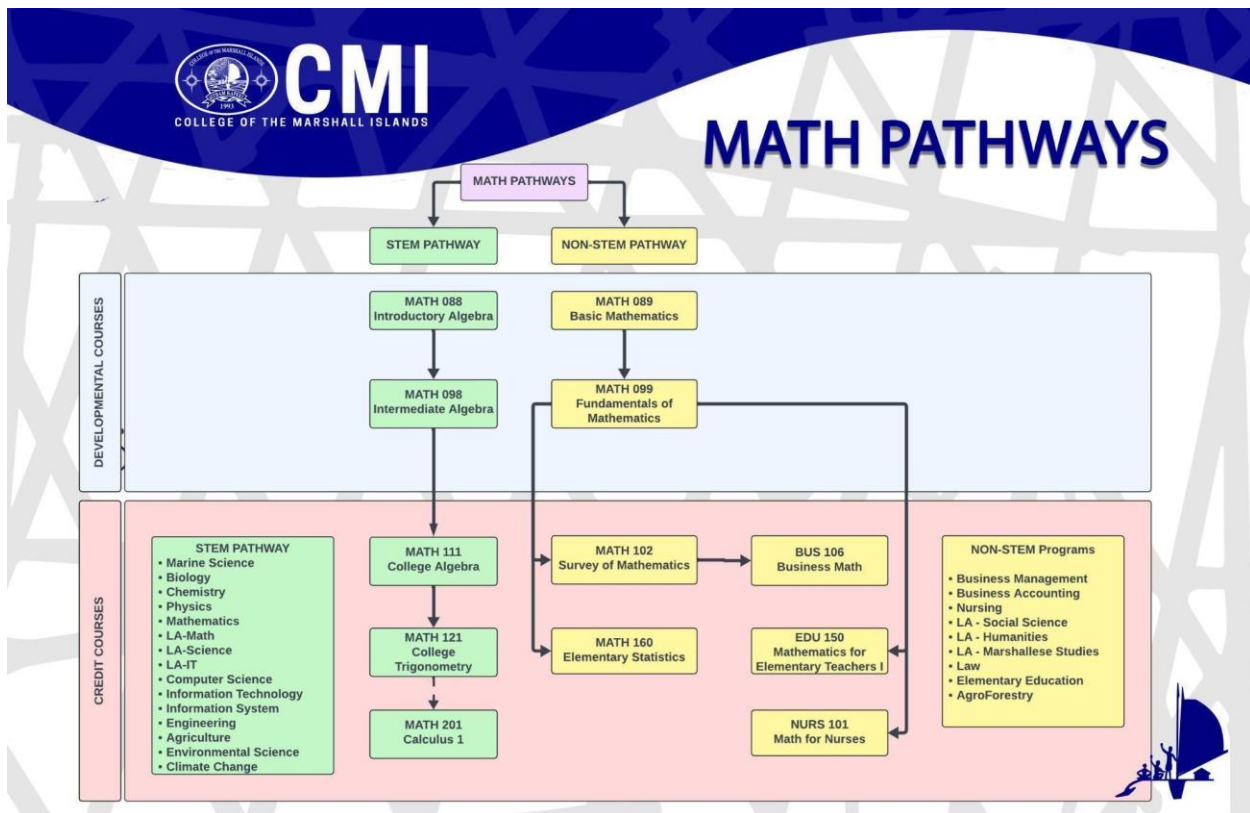 COLLEGE OF THE MARSHALL ISLANDS
1993
CMI
COLLEGE OF THE MARSHALL ISLANDS
MATH PATHWAYS
MATH PATHWAYS
STEM PATHWAY
NON-STEM PATHWAY
DEVELOPMENTAL COURSES
MATH 088
Introductory Algebra
MATH 089
Basic Mathematics
MATH 098
Intermediate Algebra
MATH 099
Fundamentals of
Mathematics
CREDIT COURSES
STEM PATHWAY
• Marine Science
• Biology
• Chemistry
• Physics
• Mathematics
• LA-Math
• LA-Science
• LA-IT
• Computer Science
• Information Technology
• Information System
• Engineering
• Agriculture
• Environmental Science
• Climate Change
MATH 111
College Algebra
MATH 121
College
Trigonometry
MATH 201
Calculus 1
MATH 102
Survey of Mathematics
MATH 160
Elementary Statistics
BUS 106
Business Math
EDU 150
Mathematics for
Elementary Teachers I
NURS 101
Math for Nurses
NON-STEM Programs
• Business Management
• Business Accounting
• Nursing
• LA - Social Science
• LA - Humanities
• LA - Marshallese Studies
• Law
• Elementary Education
• AgroForestry